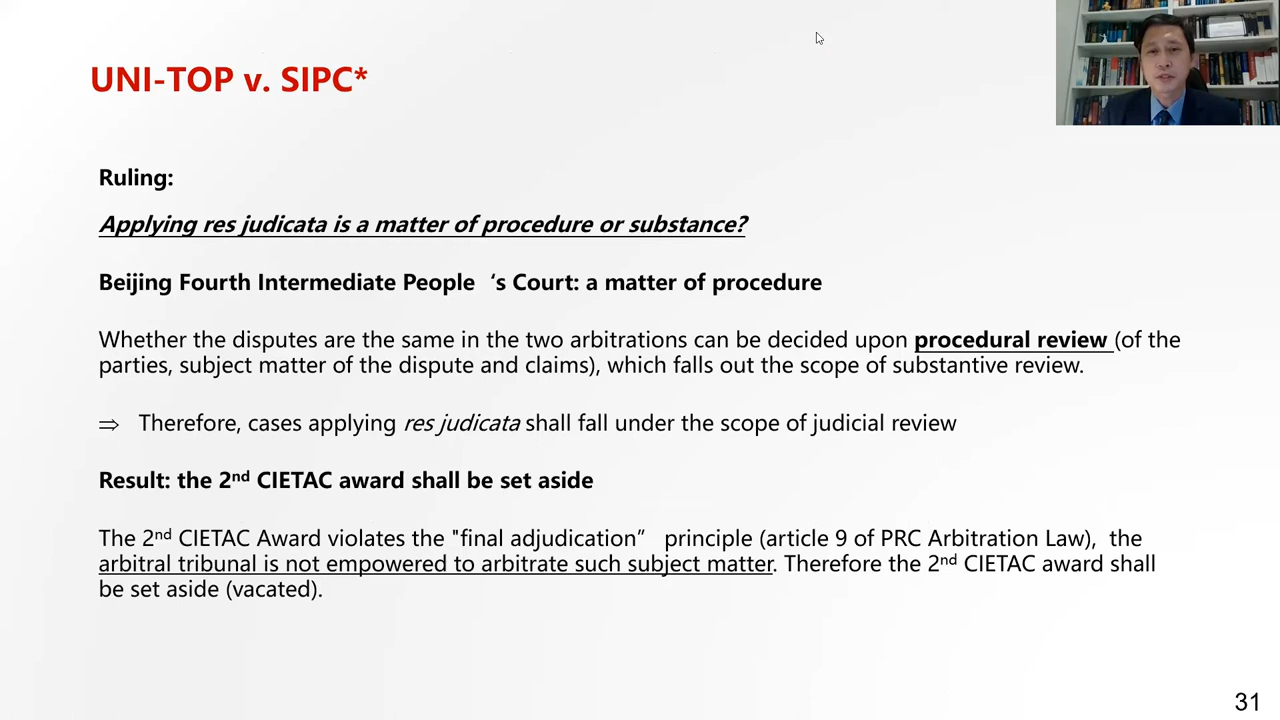 UNI-TOP v. SIPC*
Ruling:
Applying res judicata is a matter of procedure or substance?
Beijing Fourth Intermediate People ‘s Court: a matter of procedure
Whether the disputes are the same in the two arbitrations can be decided upon procedural review (of the
parties, subject matter of the dispute and claims), which falls out the scope of substantive review.
⇒ Therefore, cases applying res judicata shall fall under the scope of judicial review
Result: the 2nd CIETAC award shall be set aside
The 2nd CIETAC Award violates the "final adjudication” principle (article 9 of PRC Arbitration Law), the
arbitral tribunal is not empowered to arbitrate such subject matter. Therefore the 2nd CIETAC award shall
be set aside (vacated).
31